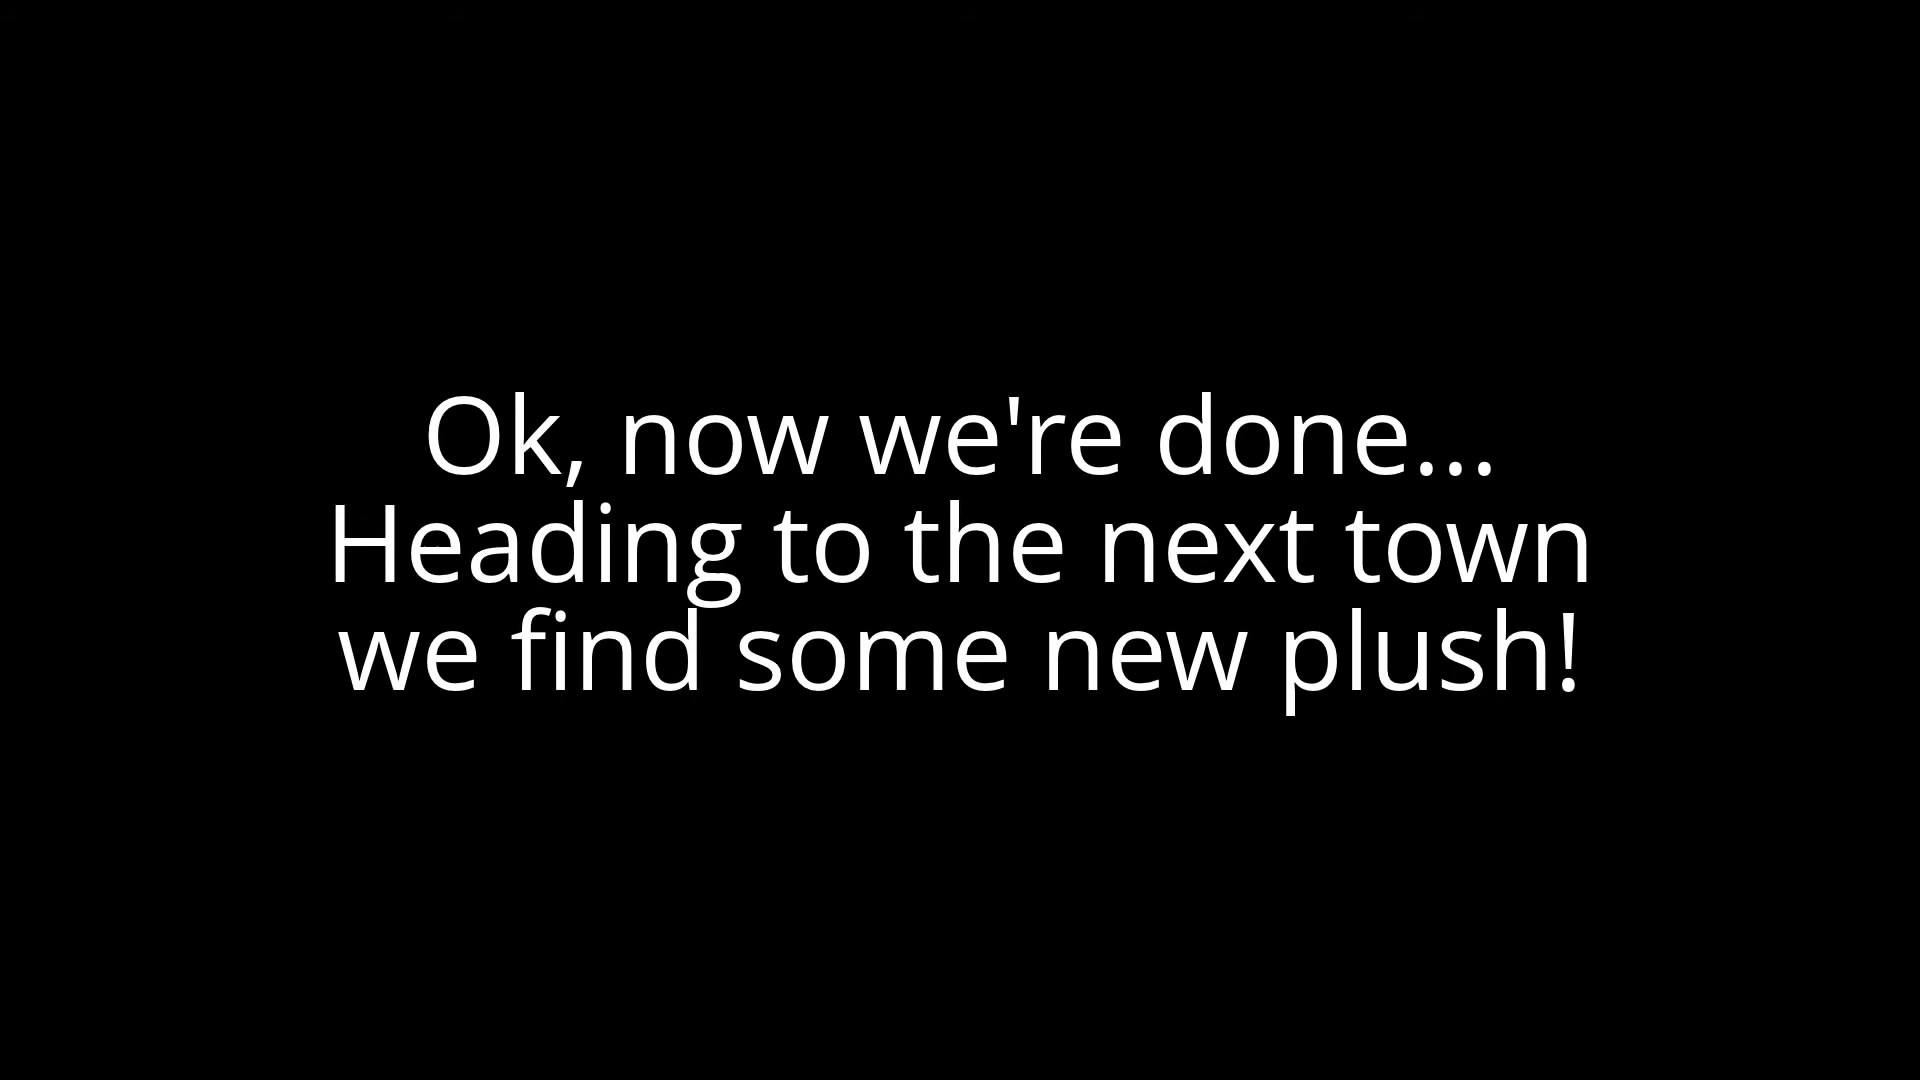 Ok, now we're done...
Heading to the next town
we find some new plush!